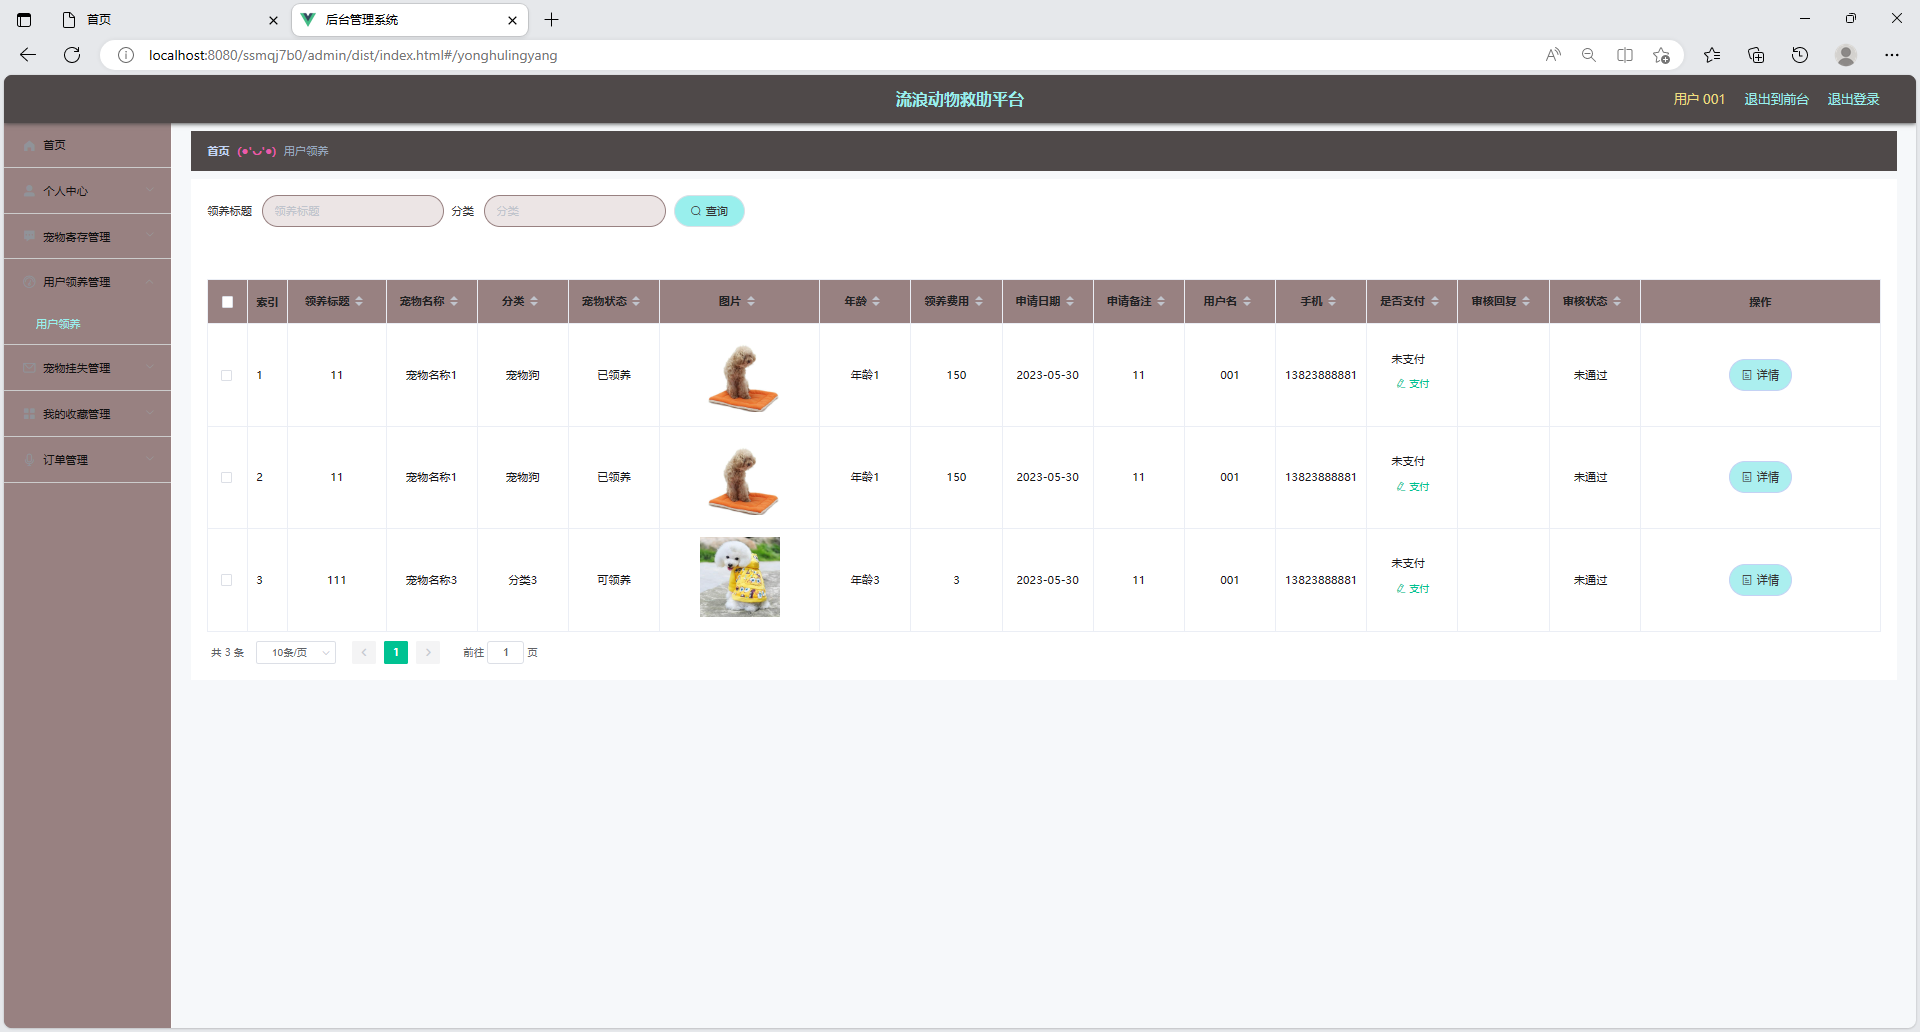 首页
后台管理系统
localhost:8080/ssmqj7b0/admin/dist/index.html#/yonghulingyang
流浪动物救助平台
用户 001 退出到前台 退出登录
首页
个人中心
宠物寄存管理
用户领养管理
用户领养
宠物挂失管理
我的收藏管理
订单管理
首页 (●'◡'●) 用户领养
领养标题 领养标题 分类 分类 查询
索引 领养标题 宠物名称 分类 宠物状态 图片 年龄 领养费用 申请日期 申请备注 用户名 手机 是否支付 审核回复 审核状态 操作
1 11 宠物名称1 宠物狗 已领养 年龄1 150 2023-05-30 11 001 13823888881 未支付 支付 未通过 详情
2 11 宠物名称1 宠物狗 已领养 年龄1 150 2023-05-30 11 001 13823888881 未支付 支付 未通过 详情
3 111 宠物名称3 分类3 可领养 年龄3 3 2023-05-30 11 001 13823888881 未支付 支付 未通过 详情
共 3 条 10条/页 1 前往 1 页